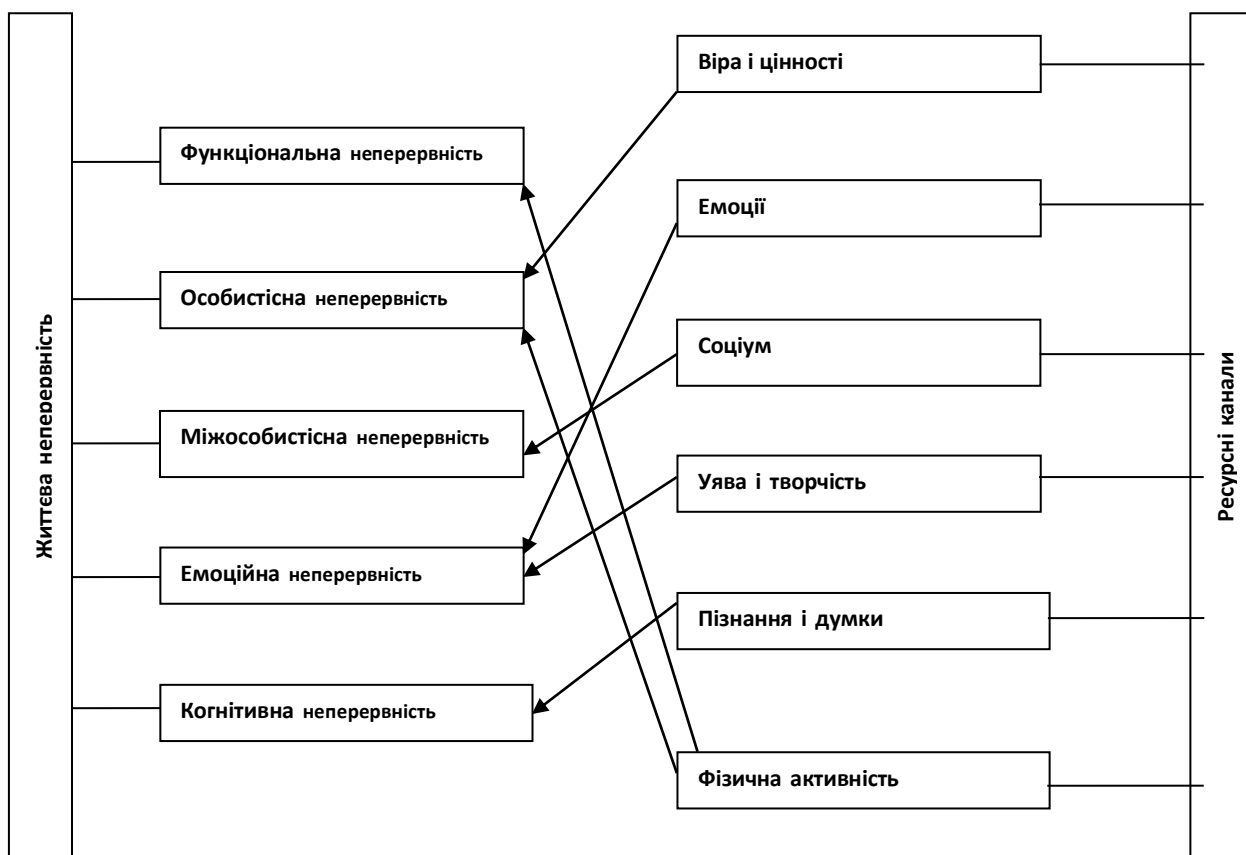 Життєва неперервність
Функціональна неперервність
Особистісна неперервність
Міжособистісна неперервність
Емоційна неперервність
Когнітивна неперервність
Віра і цінності
Емоції
Соціум
Уява і творчість
Пізнання і думки
Фізична активність
Ресурсні канали